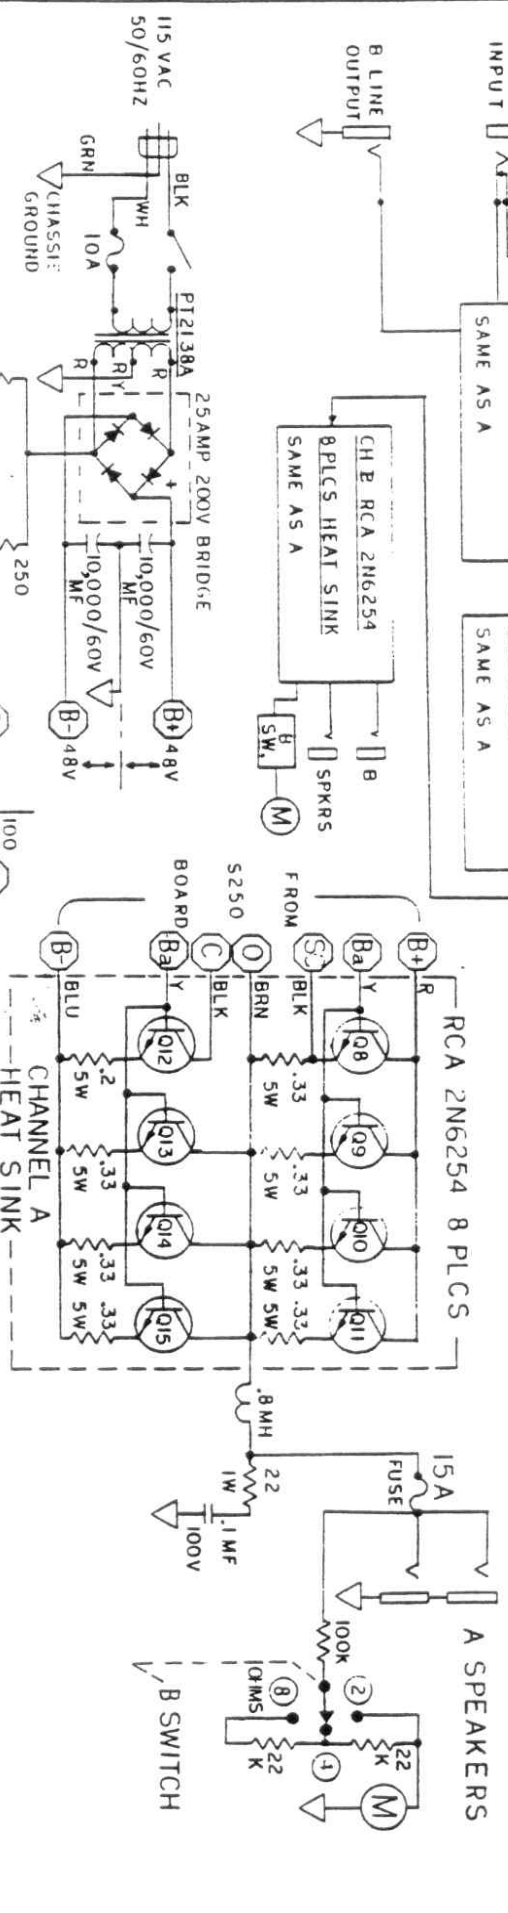 115 VAC
50/60HZ
BLK
WH
GRN
CHASSIS
GROUND
10A
PT2138A
R
R Y
R
25AMP 200V BRIDGE
+
10,000/60V
MF
10,000/60V
MF
B+
48V
B-
48V
250
100
INPUT
B LINE
OUTPUT
SAME AS A
SAME AS A
CH B RCA 2N6254
8 PLCS HEAT SINK
SAME AS A
B
SPKRS
B
SW.
M
FROM
S250
BOARD
B+
Ba
O
C
Ba
B-
R
Y
BLK
BRN
BLK
Y
BLU
RCA 2N6254 8 PLCS
Q8
Q9
Q10
Q11
.33
5W
.33
5W
.33
5W
.33
5W
Q12
Q13
Q14
Q15
.2
5W
.33
5W
.33
5W
.33
5W
CHANNEL A
HEAT SINK
.8MH
22
1W
.1MF
100V
15A
FUSE
A SPEAKERS
100K
2
8
OHMS
4
22
K
22
K
M
B SWITCH